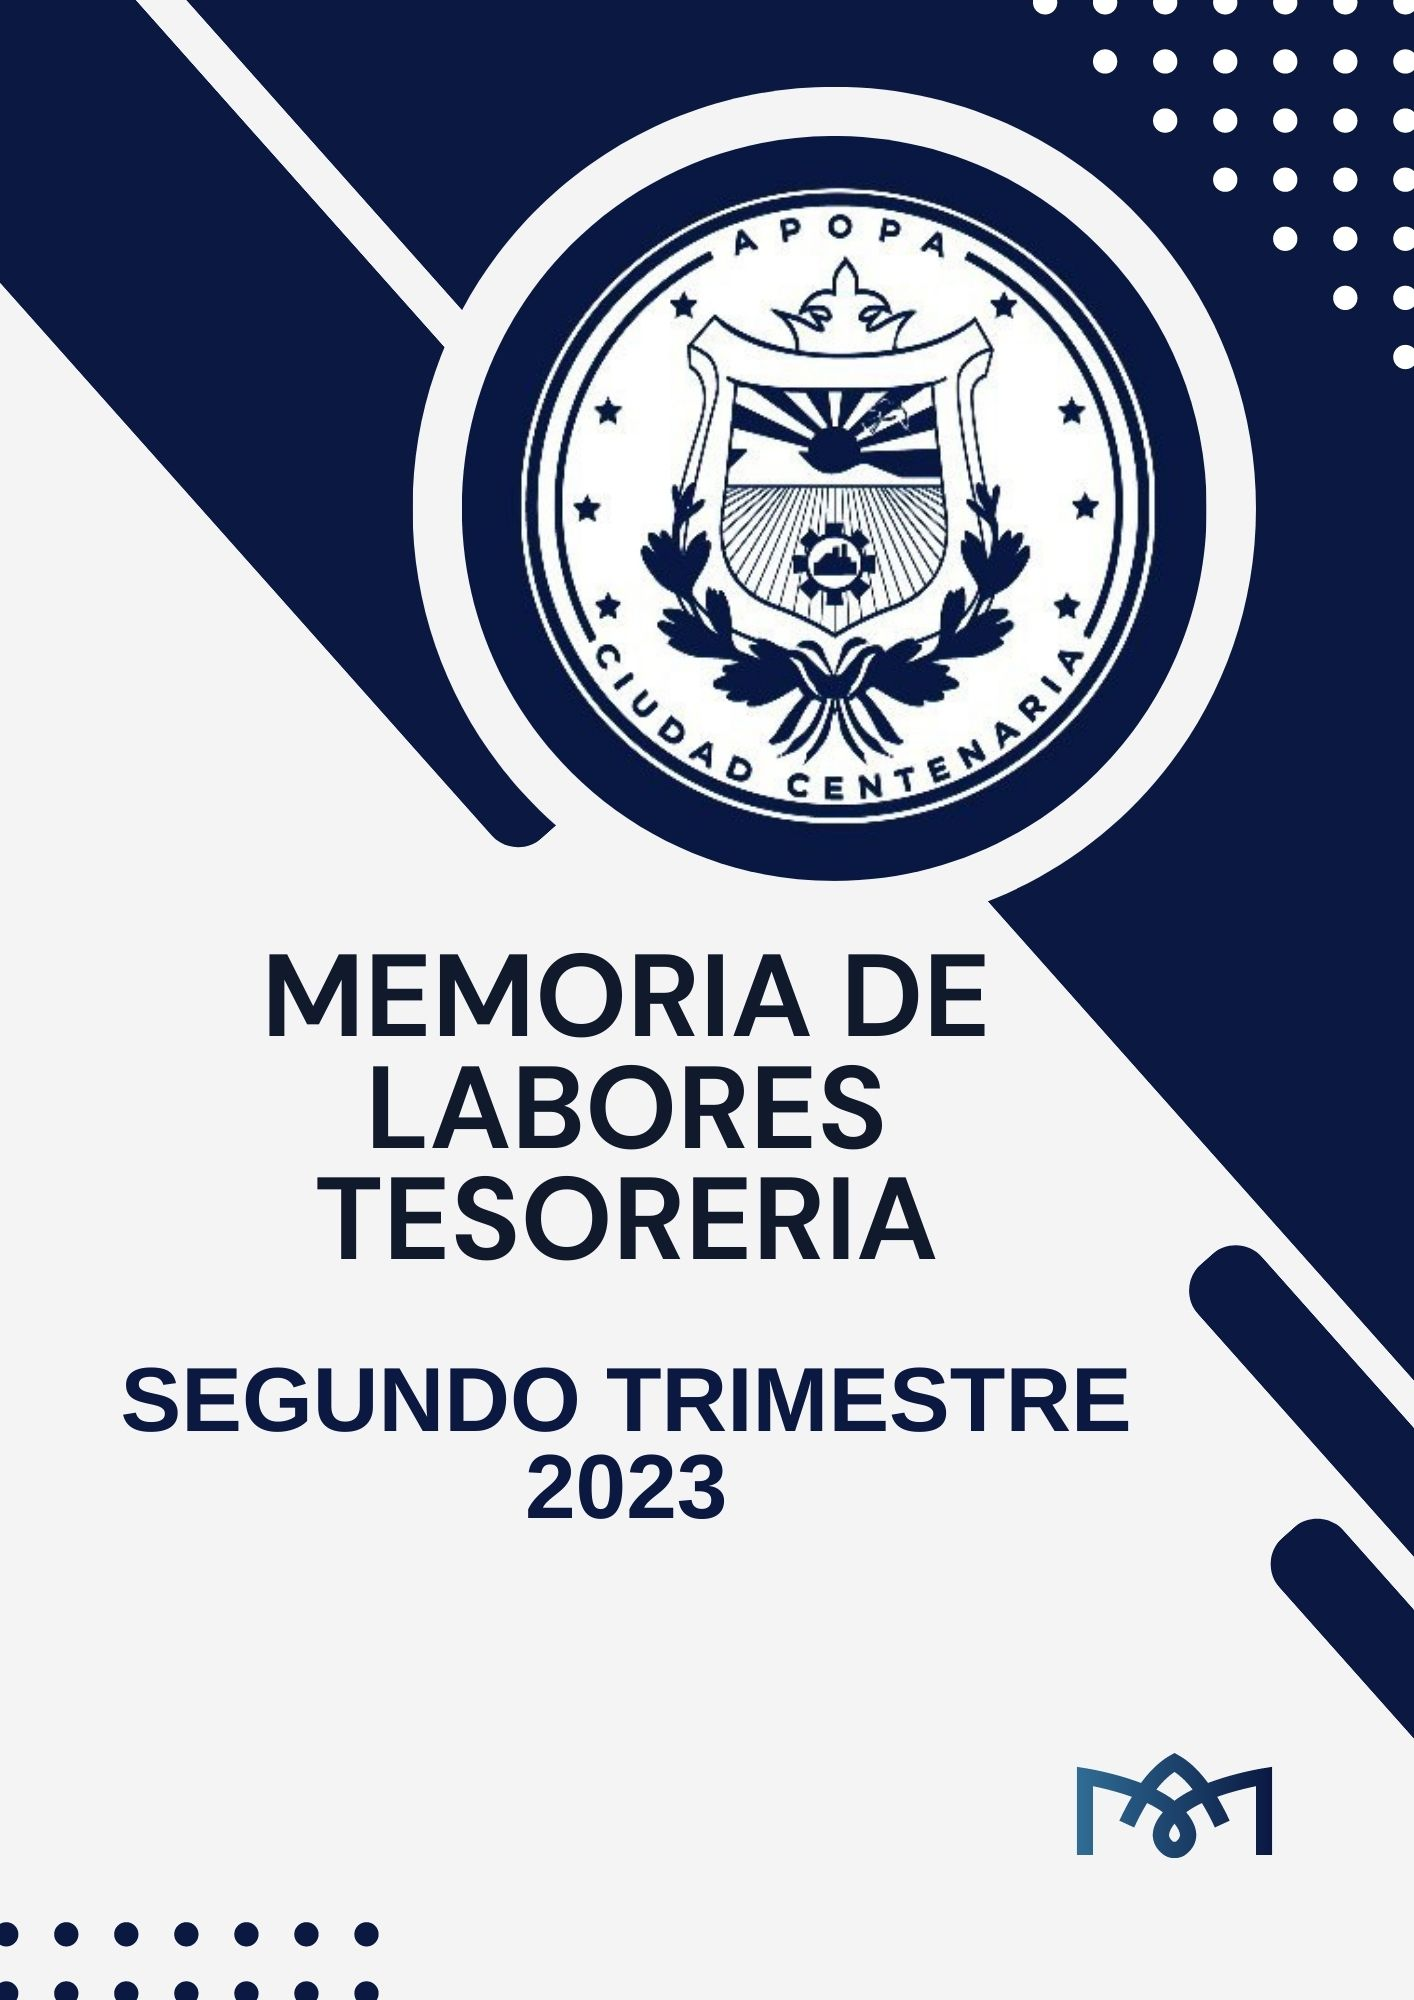 APOPA
CIUDAD CENTENARIA
MEMORIA DE
LABORES
TESORERIA
SEGUNDO TRIMESTRE
2023